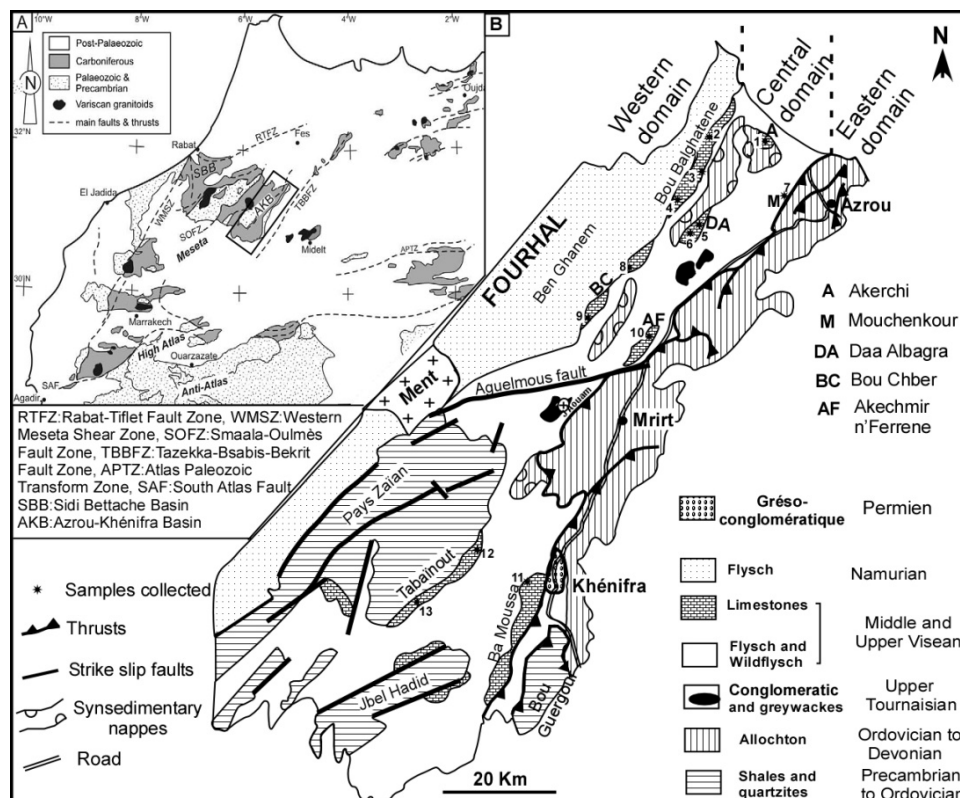 A
10°W
8°W
6°W
4°W
2°W
Post-Palaeozoic
Carboniferous
Palaeozoic &
Precambrian
Variscan granitoids
main faults & thrusts
N
32°N
30°N
Oujda
Fes
RTFZ
Rabat
SBB
El Jadida
WMSZ
AKB
TBBFZ
SOFZ
Meseta
Midelt
APTZ
Marrakech
High Atlas
Ouarzazate
SAF
Anti-Atlas
Agadir
RTFZ:Rabat-Tiflet Fault Zone, WMSZ:Western
Meseta Shear Zone, SOFZ:Smaala-Oulmès
Fault Zone, TBBFZ:Tazekka-Bsabis-Bekrit
Fault Zone, APTZ:Atlas Paleozoic
Transform Zone, SAF:South Atlas Fault
SBB:Sidi Bettache Basin
AKB:Azrou-Khénifra Basin
Samples collected
Thrusts
Strike slip faults
Synsedimentary
nappes
Road
B
N
Western
domain
Central
domain
Eastern
domain
Bou Balghatene
2
1
A
3
4
7
M
Azrou
DA
5
6
FOURHAL
Ben Ghanem
8
BC
9
AF
10
Ment
Aguelmous fault
Mrirt
Pays Zaïan
Tabaïnout
12
13
11
Khénifra
Ba Moussa
Bou
Guergour
Jbel Hadid
20 Km
A Akerchi
M Mouchenkour
DA Daa Albagra
BC Bou Chber
AF Akechmir
n'Ferrene
Gréso-
conglomératique
Permien
Flysch
Namurian
Limestones
Flysch and
Wildflysch
Middle and
Upper Visean
Conglomeratic
and greywackes
Upper
Tournaisian
Allochton
Ordovician to
Devonian
Shales and
quartzites
Precambrian
to Ordovician